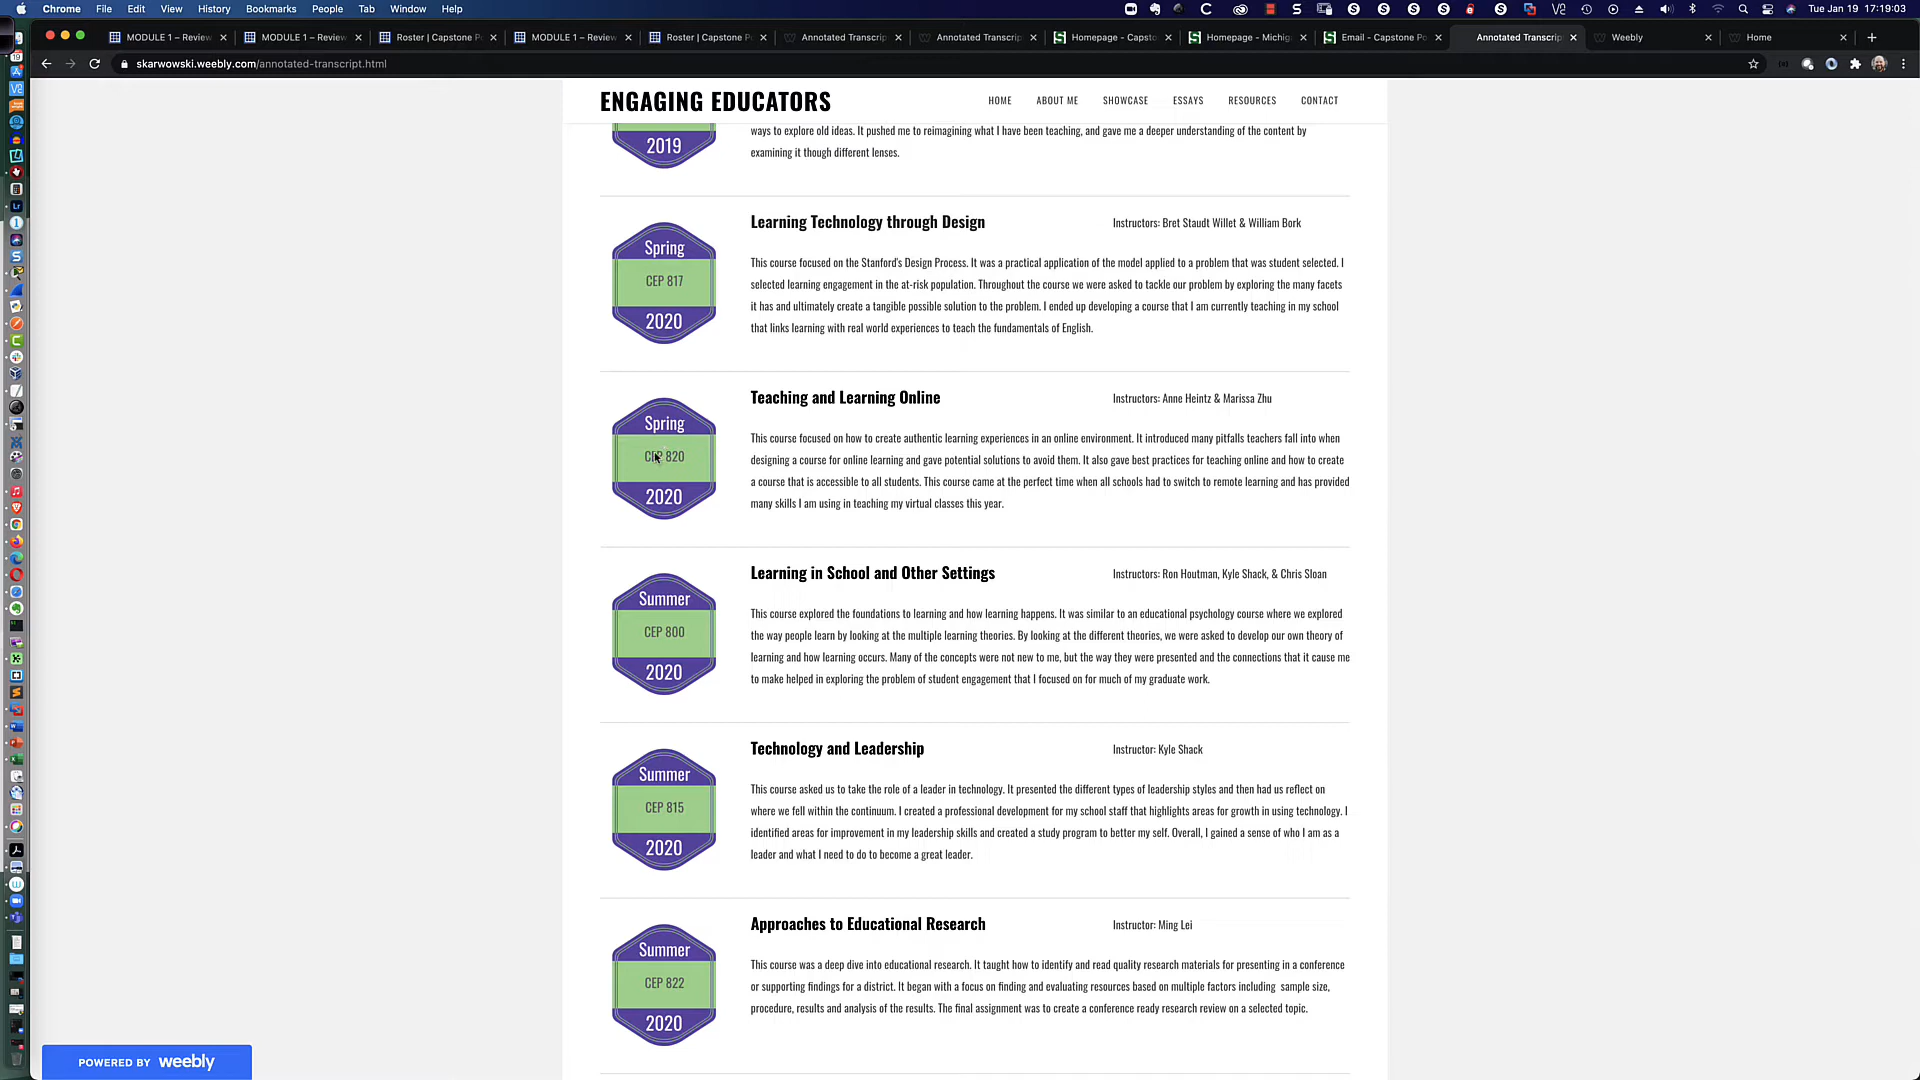 Chrome File Edit View History Bookmarks People Tab Window Help Tue Jan 19 17:19:03
MODULE 1 – Review MODULE 1 – Review Roster | Capstone P MODULE 1 – Review Roster | Capstone P Annotated Transcrip Annotated Transcrip Homepage - Capsto Homepage - Michig Email - Capstone Po Annotated Transcrip Weebly Home
skarwowski.weebly.com/annotated-transcript.html
ENGAGING EDUCATORS HOME ABOUT ME SHOWCASE ESSAYS RESOURCES CONTACT
ways to explore old ideas. It pushed me to reimagining what I have been teaching, and gave me a deeper understanding of the content by
examining it though different lenses.
2019
Learning Technology through Design Instructors: Bret Staudt Willet & William Bork
Spring
CEP 817
2020
This course focused on the Stanford's Design Process. It was a practical application of the model applied to a problem that was student selected. I
selected learning engagement in the at-risk population. Throughout the course we were asked to tackle our problem by exploring the many facets
it has and ultimately create a tangible possible solution to the problem. I ended up developing a course that I am currently teaching in my school
that links learning with real world experiences to teach the fundamentals of English.
Teaching and Learning Online Instructors: Anne Heintz & Marissa Zhu
Spring
CEP 820
2020
This course focused on how to create authentic learning experiences in an online environment. It introduced many pitfalls teachers fall into when
designing a course for online learning and gave potential solutions to avoid them. It also gave best practices for teaching online and how to create
a course that is accessible to all students. This course came at the perfect time when all schools had to switch to remote learning and has provided
many skills I am using in teaching my virtual classes this year.
Learning in School and Other Settings Instructors: Ron Houtman, Kyle Shack, & Chris Sloan
Summer
CEP 800
2020
This course explored the foundations to learning and how learning happens. It was similar to an educational psychology course where we explored
the way people learn by looking at the multiple learning theories. By looking at the different theories, we were asked to develop our own theory of
learning and how learning occurs. Many of the concepts were not new to me, but the way they were presented and the connections that it cause me
to make helped in exploring the problem of student engagement that I focused on for much of my graduate work.
Technology and Leadership Instructor: Kyle Shack
Summer
CEP 815
2020
This course asked us to take the role of a leader in technology. It presented the different types of leadership styles and then had us reflect on
where we fell within the continuum. I created a professional development for my school staff that highlights areas for growth in using technology. I
identified areas for improvement in my leadership skills and created a study program to better my self. Overall, I gained a sense of who I am as a
leader and what I need to do to become a great leader.
Approaches to Educational Research Instructor: Ming Lei
Summer
CEP 822
2020
This course was a deep dive into educational research. It taught how to identify and read quality research materials for presenting in a conference
or supporting findings for a district. It began with a focus on finding and evaluating resources based on multiple factors including sample size,
procedure, results and analysis of the results. The final assignment was to create a conference ready research review on a selected topic.
POWERED BY weebly